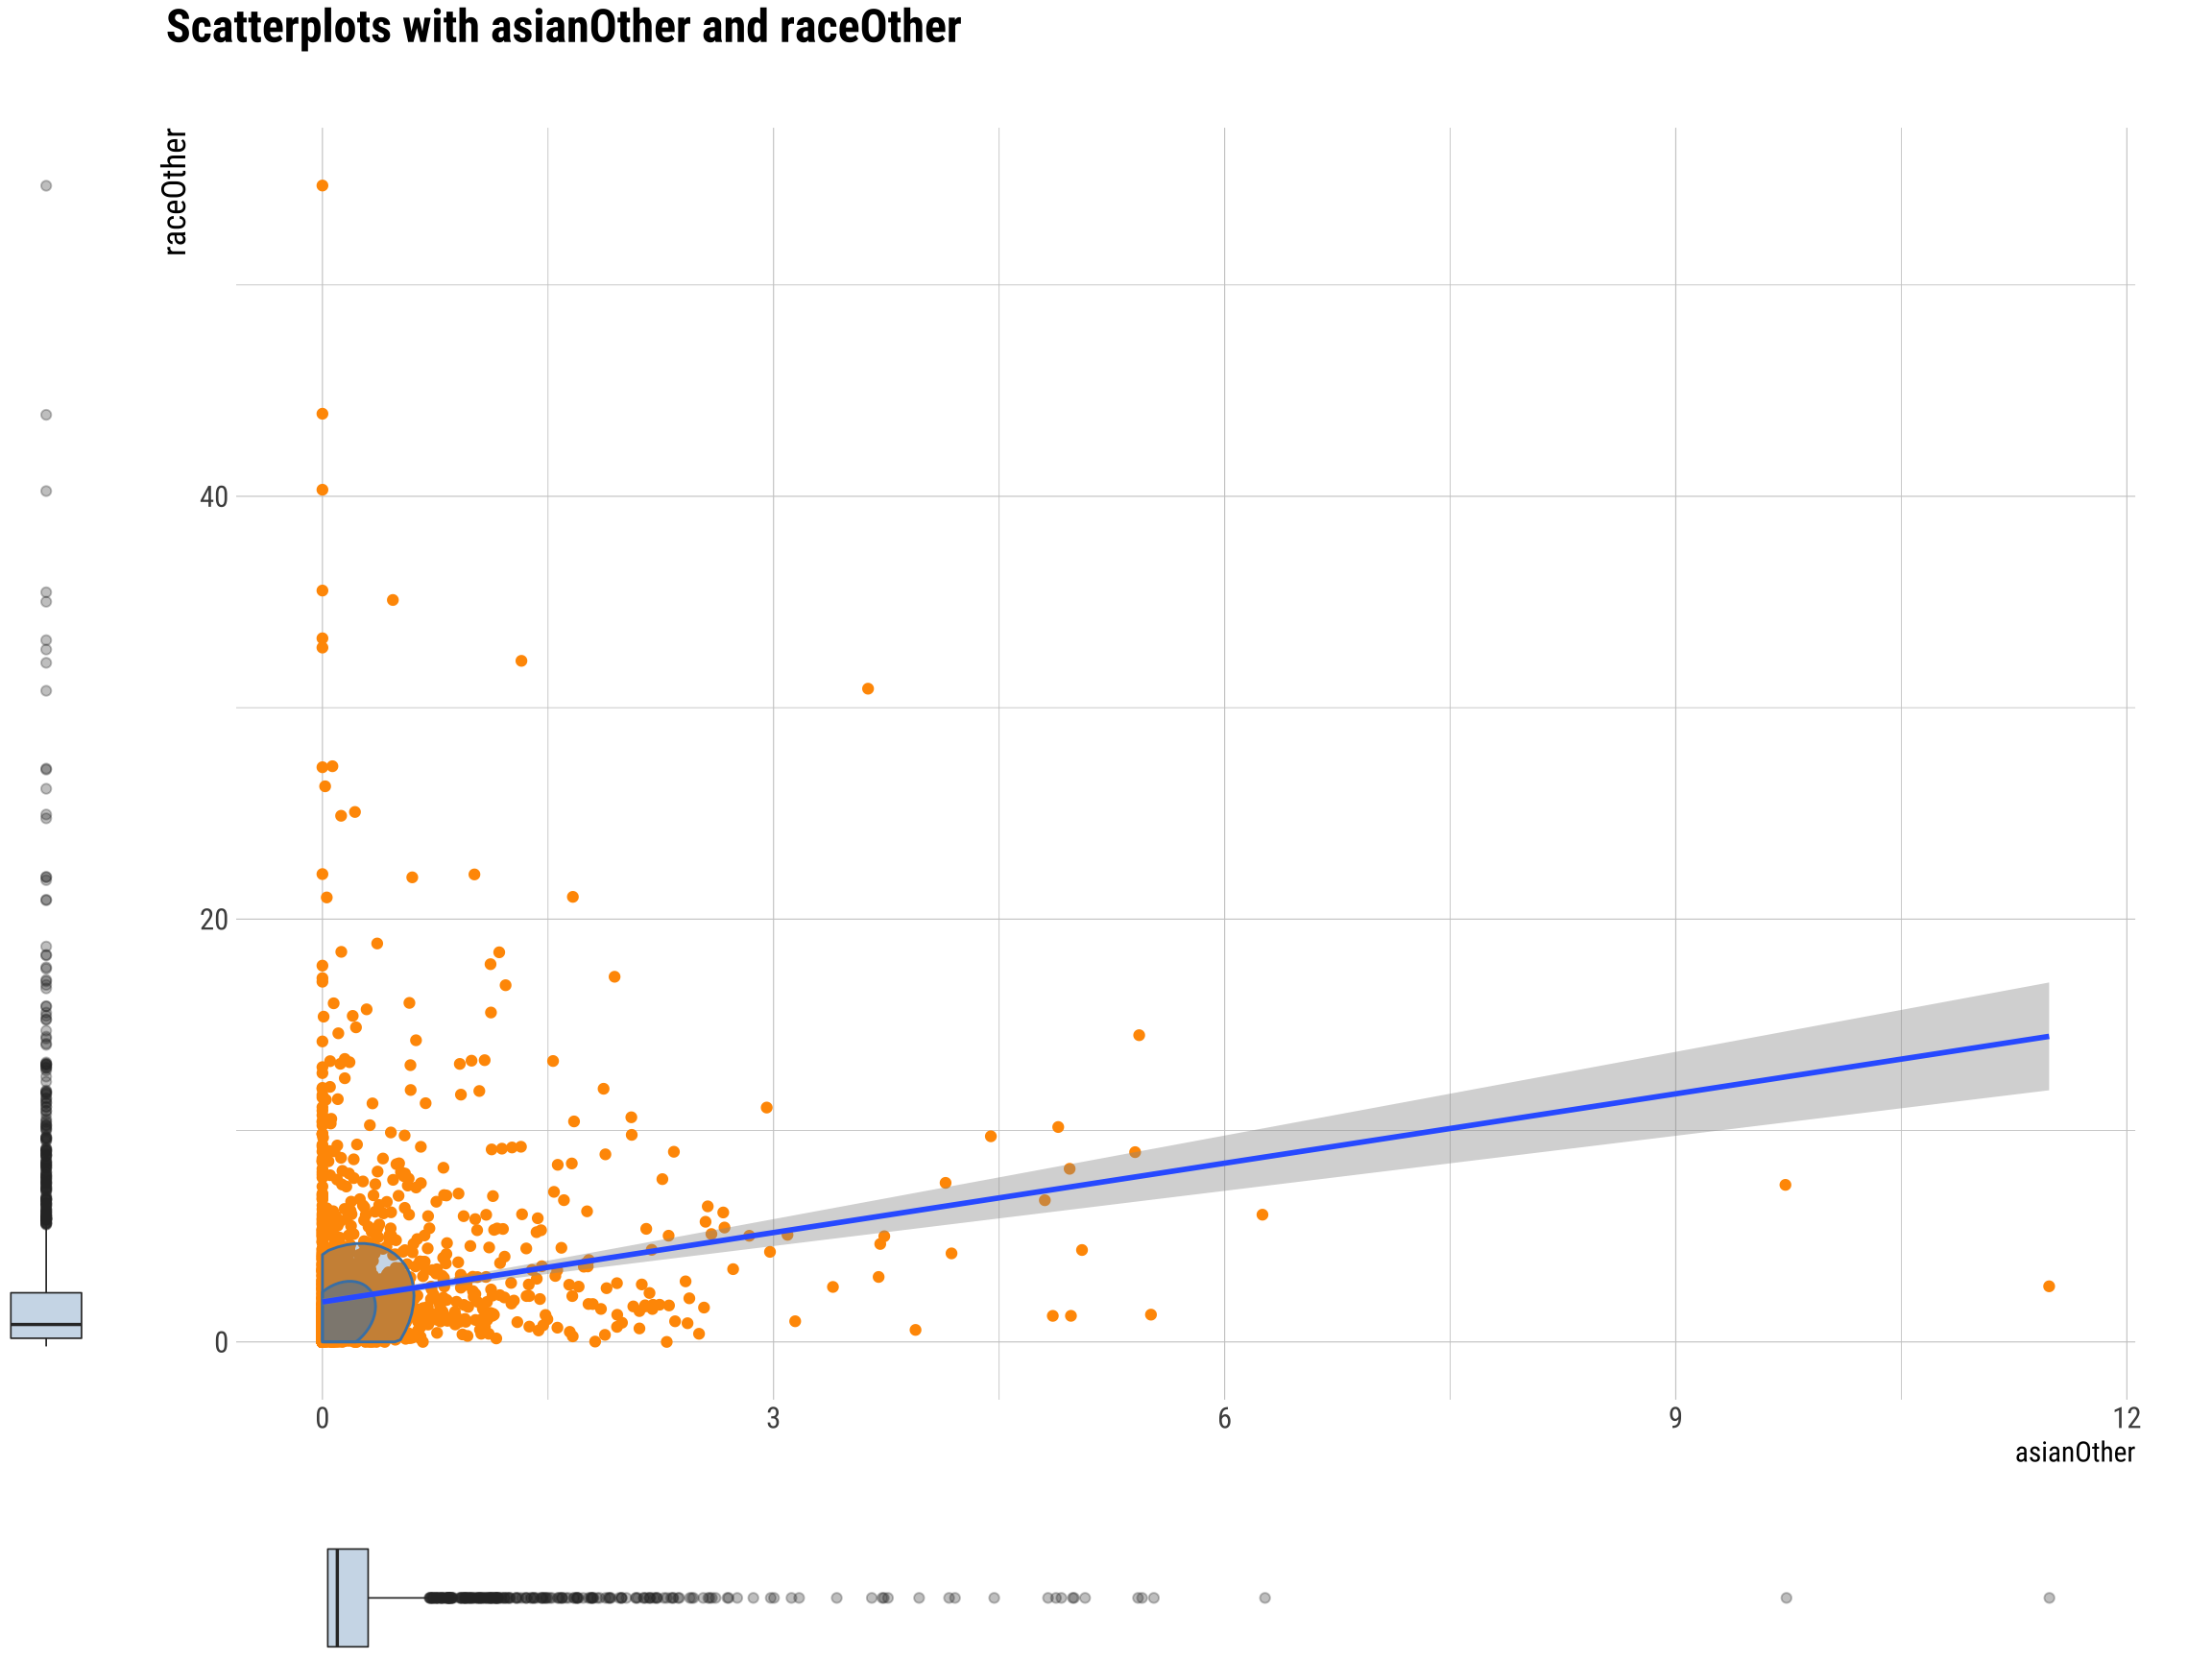 Scatterplots with asianOther and raceOther
raceOther
40
20
0
0 3 6 9 12
asianOther